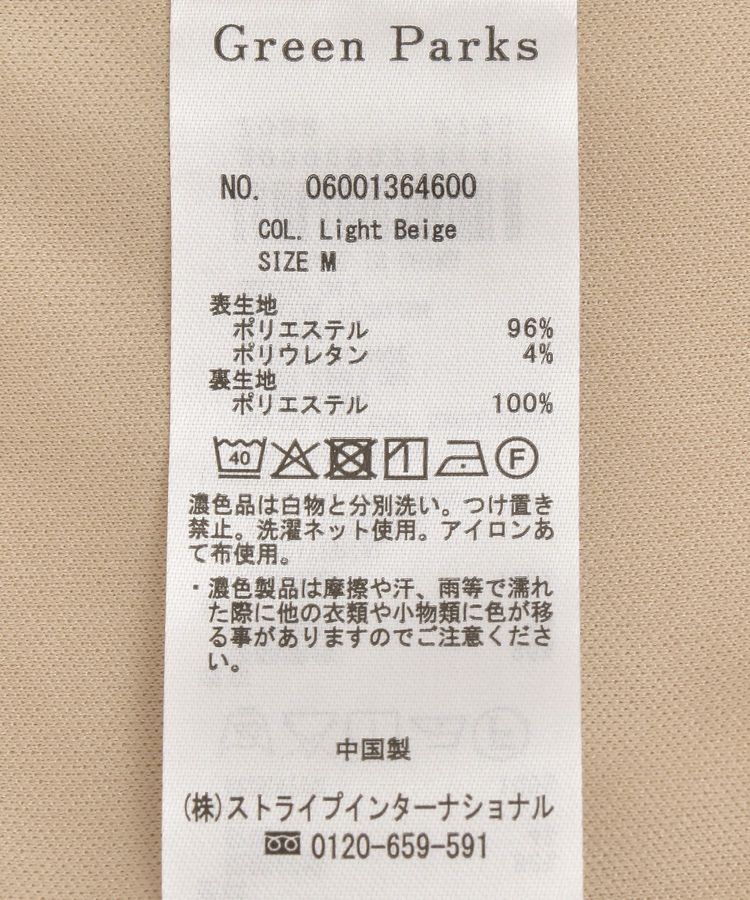 Green Parks
NO. 06001364600
COL. Light Beige
SIZE M
表生地
ポリエステル 96%
ポリウレタン 4%
裏生地
ポリエステル 100%
40 F
濃色品は白物と分別洗い。つけ置き
禁止。洗濯ネット使用。アイロンあ
て布使用。
・濃色製品は摩擦や汗、雨等で濡れ
た際に他の衣類や小物類に色が移
る事がありますのでご注意くださ
い。
中国製
(株)ストライプインターナショナル
0120-659-591